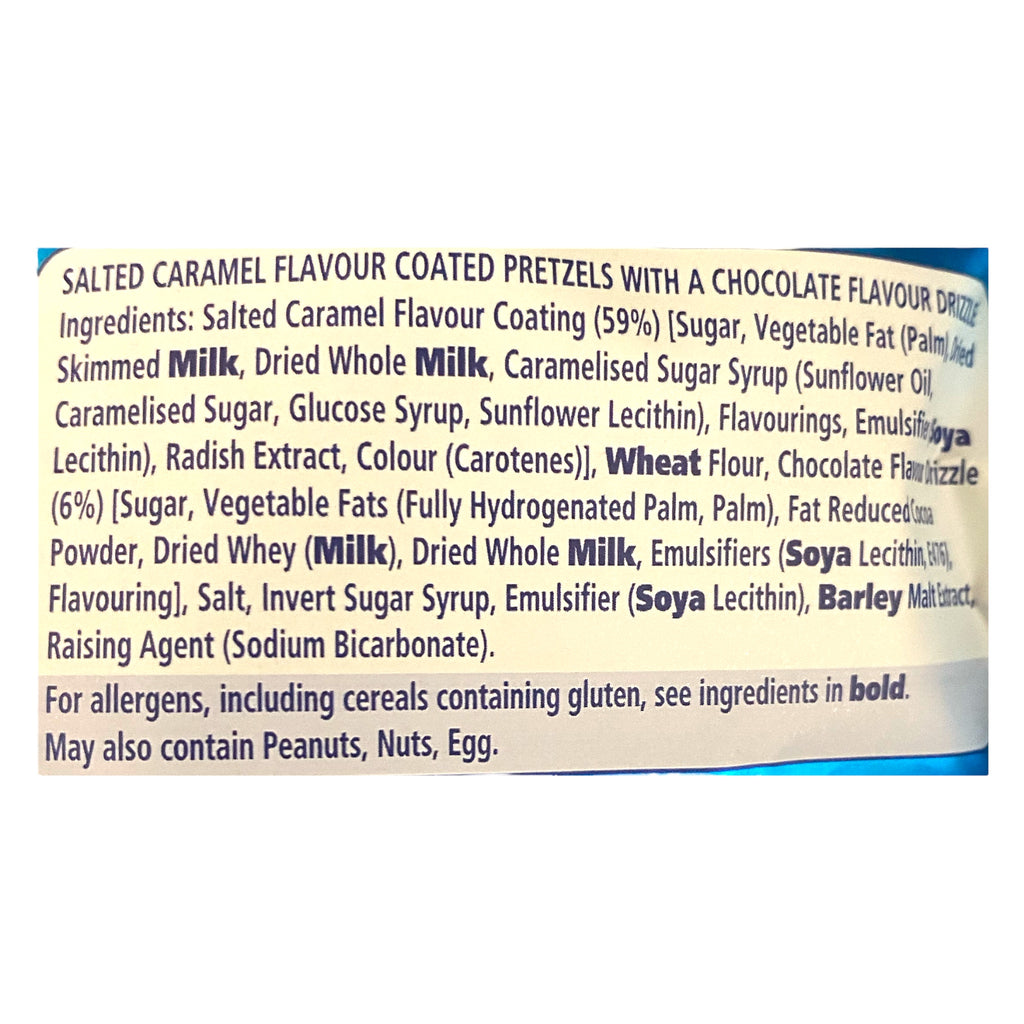 SALTED CARAMEL FLAVOUR COATED PRETZELS WITH A CHOCOLATE FLAVOUR DRIZZLE
Ingredients: Salted Caramel Flavour Coating (59%) [Sugar, Vegetable Fat (Palm), Dried
Skimmed Milk, Dried Whole Milk, Caramelised Sugar Syrup (Sunflower Oil,
Caramelised Sugar, Glucose Syrup, Sunflower Lecithin), Flavourings, Emulsifier (Soya
Lecithin), Radish Extract, Colour (Carotenes)], Wheat Flour, Chocolate Flavour Drizzle
(6%) [Sugar, Vegetable Fats (Fully Hydrogenated Palm, Palm), Fat Reduced Cocoa
Powder, Dried Whey (Milk), Dried Whole Milk, Emulsifiers (Soya Lecithin, E476),
Flavouring], Salt, Invert Sugar Syrup, Emulsifier (Soya Lecithin), Barley Malt Extract,
Raising Agent (Sodium Bicarbonate).
For allergens, including cereals containing gluten, see ingredients in bold.
May also contain Peanuts, Nuts, Egg.